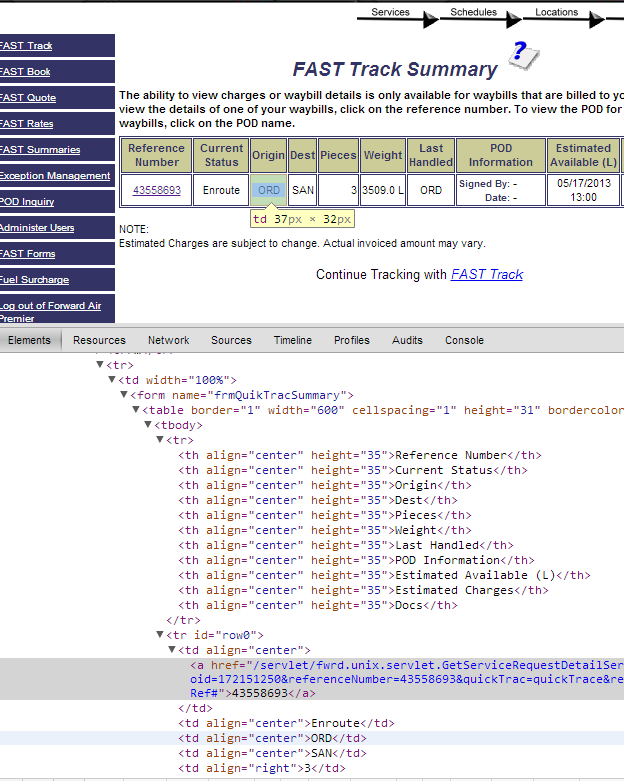 Services Schedules Locations
FAST Track
FAST Book
FAST Quote
FAST Rates
FAST Summaries
Exception Management
POD Inquiry
Administer Users
FAST Forms
Fuel Surcharge
Log out of Forward Air
Premier
FAST Track Summary
?
The ability to view charges or waybill details is only available for waybills that are billed to yo
view the details of one of your waybills, click on the reference number. To view the POD for
waybills, click on the POD name.
Reference Number Current Status Origin Dest Pieces Weight Last Handled POD Information Estimated Available (L)
43558693 Enroute ORD SAN 3 3509.0 L ORD Signed By: - Date: - 05/17/2013 13:00
td 37px × 32px
NOTE:
Estimated Charges are subject to change. Actual invoiced amount may vary.
Continue Tracking with FAST Track
Elements Resources Network Sources Timeline Profiles Audits Console
<tr>
<td width="100%">
<form name="frmQuikTracSummary">
<table border="1" width="600" cellspacing="1" height="31" bordercolor
<tbody>
<tr>
<th align="center" height="35">Reference Number</th>
<th align="center" height="35">Current Status</th>
<th align="center" height="35">Origin</th>
<th align="center" height="35">Dest</th>
<th align="center" height="35">Pieces</th>
<th align="center" height="35">Weight</th>
<th align="center" height="35">Last Handled</th>
<th align="center" height="35">POD Information</th>
<th align="center" height="35">Estimated Available (L)</th>
<th align="center" height="35">Estimated Charges</th>
<th align="center" height="35">Docs</th>
</tr>
<tr id="row0">
<td align="center">
<a href="/servlet/fwrd.unix.servlet.GetServiceRequestDetailSer
oid=172151250&referenceNumber=43558693&quickTrac=quickTrace&re
Ref#">43558693</a>
</td>
<td align="center">Enroute</td>
<td align="center">ORD</td>
<td align="center">SAN</td>
<td align="right">3</td>